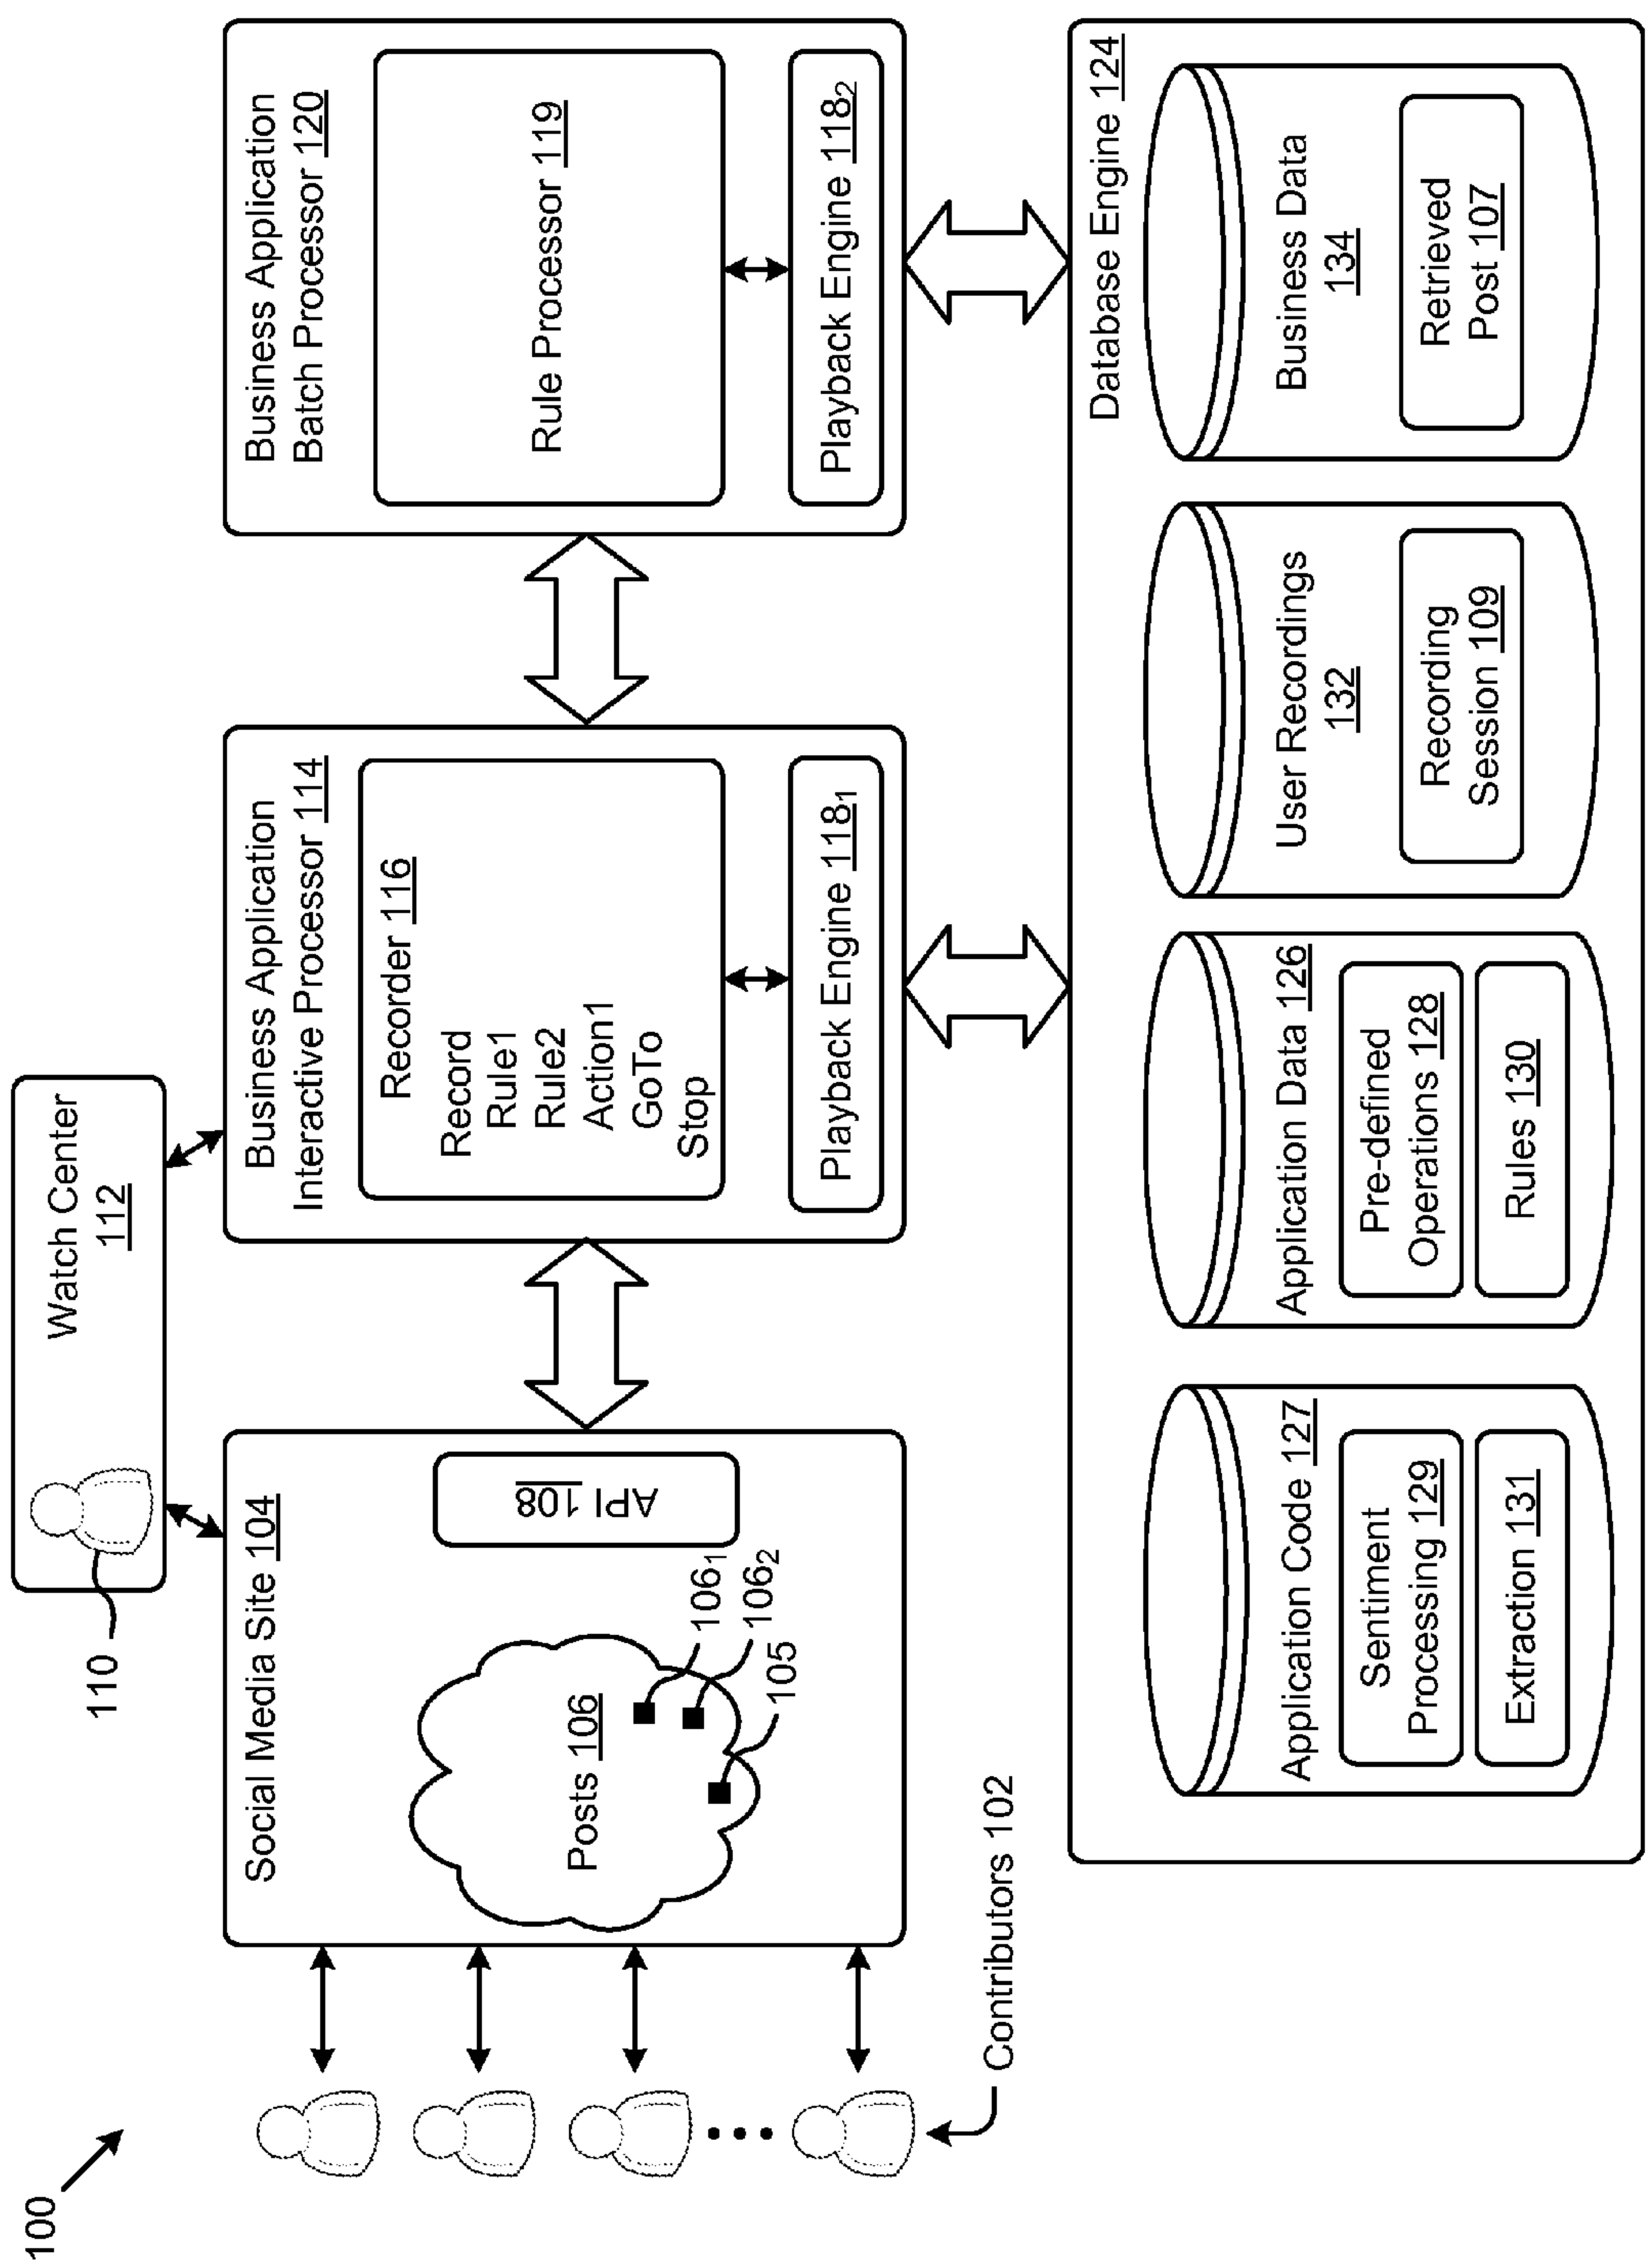 100
110
Watch Center
112
Social Media Site 104
Posts 106
106₁
106₂
105
API 108
Contributors 102
Business Application
Interactive Processor 114
Recorder 116
Record
Rule1
Rule2
Action1
GoTo
Stop
Playback Engine 118₁
Business Application
Batch Processor 120
Rule Processor 119
Playback Engine 118₂
Database Engine 124
Application Code 127
Sentiment
Processing 129
Extraction 131
Application Data 126
Pre-defined
Operations 128
Rules 130
User Recordings
132
Recording
Session 109
Business Data
134
Retrieved
Post 107